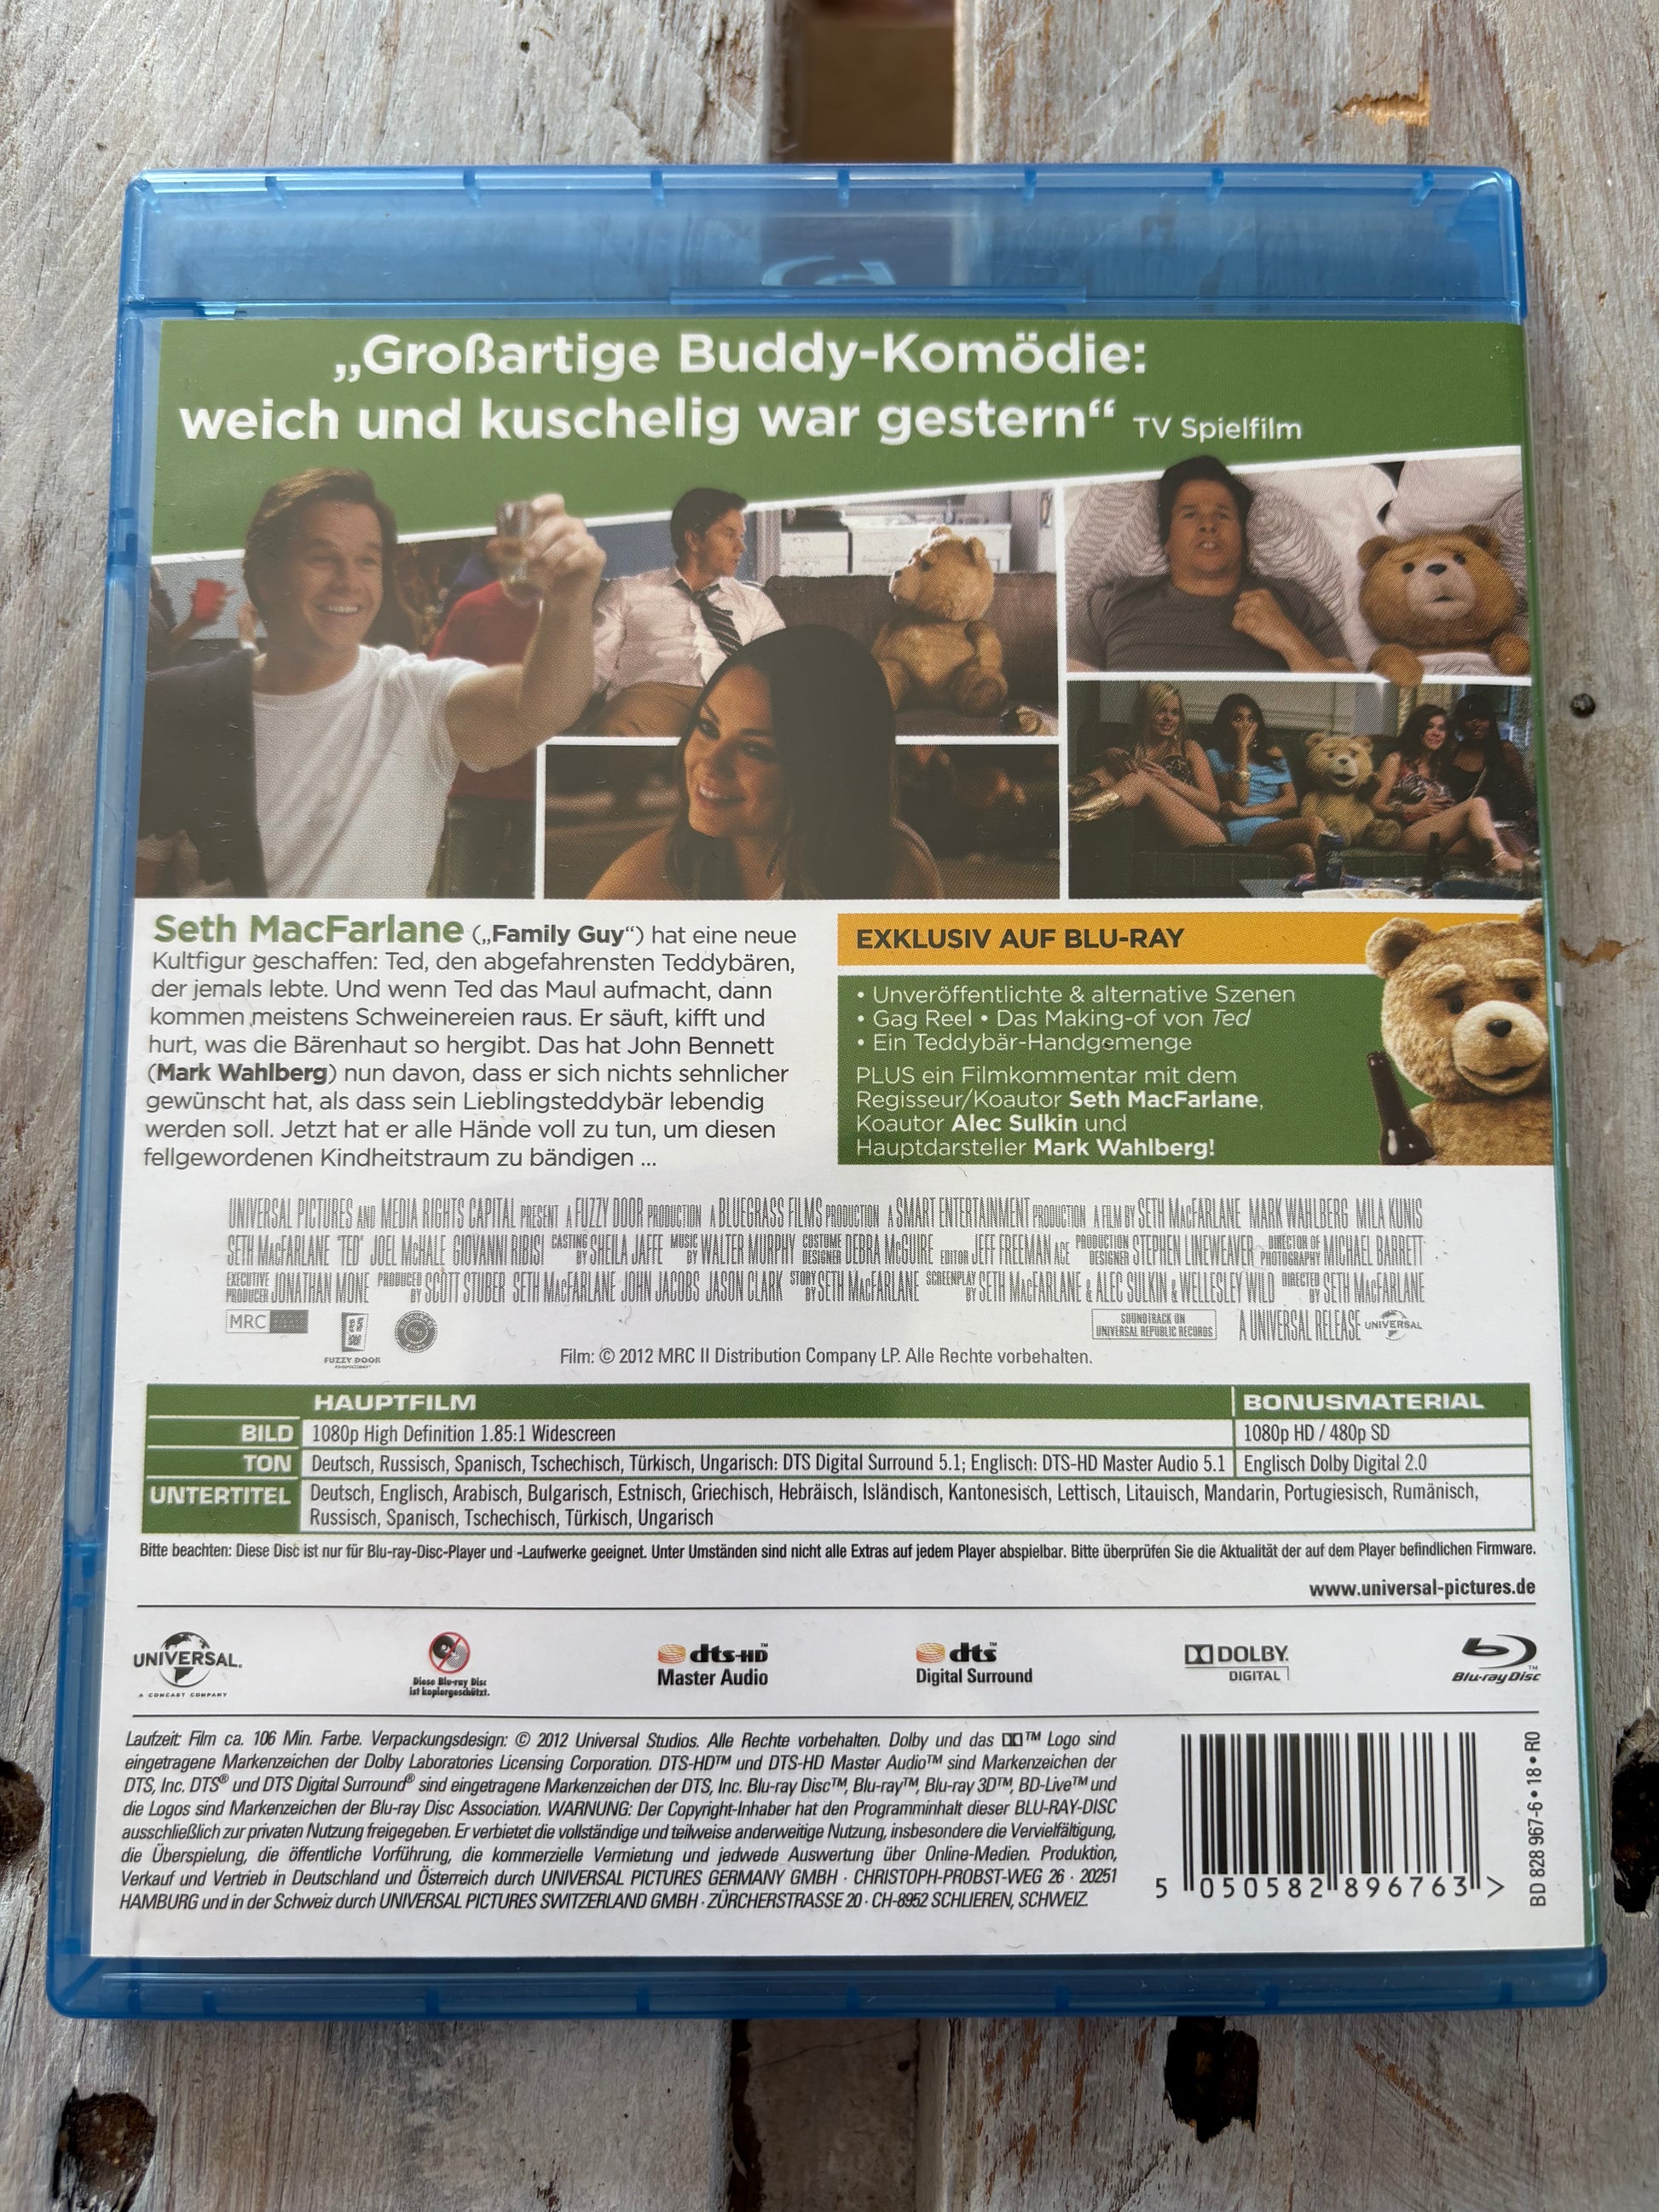 „Großartige Buddy-Komödie:
weich und kuschelig war gestern“ TV Spielfilm
Seth MacFarlane („Family Guy“) hat eine neue
Kultfigur geschaffen: Ted, den abgefahrensten Teddybären,
der jemals lebte. Und wenn Ted das Maul aufmacht, dann
kommen meistens Schweinereien raus. Er säuft, kifft und
hurt, was die Bärenhaut so hergibt. Das hat John Bennett
(Mark Wahlberg) nun davon, dass er sich nichts sehnlicher
gewünscht hat, als dass sein Lieblingsteddybär lebendig
werden soll. Jetzt hat er alle Hände voll zu tun, um diesen
fellgewordenen Kindheitstraum zu bändigen ...
EXKLUSIV AUF BLU-RAY
• Unveröffentlichte & alternative Szenen
• Gag Reel • Das Making-of von Ted
• Ein Teddybär-Handgemenge
PLUS ein Filmkommentar mit dem
Regisseur/Koautor Seth MacFarlane,
Koautor Alec Sulkin und
Hauptdarsteller Mark Wahlberg!
UNIVERSAL PICTURES AND MEDIA RIGHTS CAPITAL PRESENT A FUZZY DOOR PRODUCTION A BLUEGRASS FILMS PRODUCTION A SMART ENTERTAINMENT PRODUCTION A FILM BY SETH MacFARLANE MARK WAHLBERG MILA KUNIS
SETH MacFARLANE "TED" JOEL McHALE GIOVANNI RIBISI CASTING BY SHEILA JAFFE MUSIC BY WALTER MURPHY COSTUME DESIGNER DEBRA McGUIRE EDITOR JEFF FREEMAN ACE PRODUCTION DESIGNER STEPHEN LINEWEAVER DIRECTOR OF PHOTOGRAPHY MICHAEL BARRETT
EXECUTIVE PRODUCER JONATHAN MONE PRODUCED BY SCOTT STUBER SETH MacFARLANE JOHN JACOBS JASON CLARK STORY BY SETH MacFARLANE SCREENPLAY BY SETH MacFARLANE & ALEC SULKIN & WELLESLEY WILD DIRECTED BY SETH MacFARLANE
MRC
FUZZY DOOR
SOUNDTRACK ON
UNIVERSAL REPUBLIC RECORDS
A UNIVERSAL RELEASE UNIVERSAL
Film: © 2012 MRC II Distribution Company LP. Alle Rechte vorbehalten.
HAUPTFILM BONUSMATERIAL
BILD 1080p High Definition 1.85:1 Widescreen 1080p HD / 480p SD
TON Deutsch, Russisch, Spanisch, Tschechisch, Türkisch, Ungarisch: DTS Digital Surround 5.1; Englisch: DTS-HD Master Audio 5.1 Englisch Dolby Digital 2.0
UNTERTITEL Deutsch, Englisch, Arabisch, Bulgarisch, Estnisch, Griechisch, Hebräisch, Isländisch, Kantonesisch, Lettisch, Litauisch, Mandarin, Portugiesisch, Rumänisch,
Russisch, Spanisch, Tschechisch, Türkisch, Ungarisch
Bitte beachten: Diese Disc ist nur für Blu-ray-Disc-Player und -Laufwerke geeignet. Unter Umständen sind nicht alle Extras auf jedem Player abspielbar. Bitte überprüfen Sie die Aktualität der auf dem Player befindlichen Firmware.
www.universal-pictures.de
UNIVERSAL.
A COMCAST COMPANY
Diese Blu-ray Disc
ist kopiergeschützt.
dts-HD™
Master Audio
dts™
Digital Surround
DOLBY.
DIGITAL
Blu-ray Disc™
Laufzeit: Film ca. 106 Min. Farbe. Verpackungsdesign: © 2012 Universal Studios. Alle Rechte vorbehalten. Dolby und das ™ Logo sind
eingetragene Markenzeichen der Dolby Laboratories Licensing Corporation. DTS-HD™ und DTS-HD Master Audio™ sind Markenzeichen der
DTS, Inc. DTS® und DTS Digital Surround® sind eingetragene Markenzeichen der DTS, Inc. Blu-ray Disc™, Blu-ray™, Blu-ray 3D™, BD-Live™ und
die Logos sind Markenzeichen der Blu-ray Disc Association. WARNUNG: Der Copyright-Inhaber hat den Programminhalt dieser BLU-RAY-DISC
ausschließlich zur privaten Nutzung freigegeben. Er verbietet die vollständige und teilweise anderweitige Nutzung, insbesondere die Vervielfältigung,
die Überspielung, die öffentliche Vorführung, die kommerzielle Vermietung und jedwede Auswertung über Online-Medien. Produktion,
Verkauf und Vertrieb in Deutschland und Österreich durch UNIVERSAL PICTURES GERMANY GMBH · CHRISTOPH-PROBST-WEG 26 · 20251
HAMBURG und in der Schweiz durch UNIVERSAL PICTURES SWITZERLAND GMBH · ZÜRCHERSTRASSE 20 · CH-8952 SCHLIEREN, SCHWEIZ.
5 050582 896763 >
BD 828 967-6 • 18 • R0